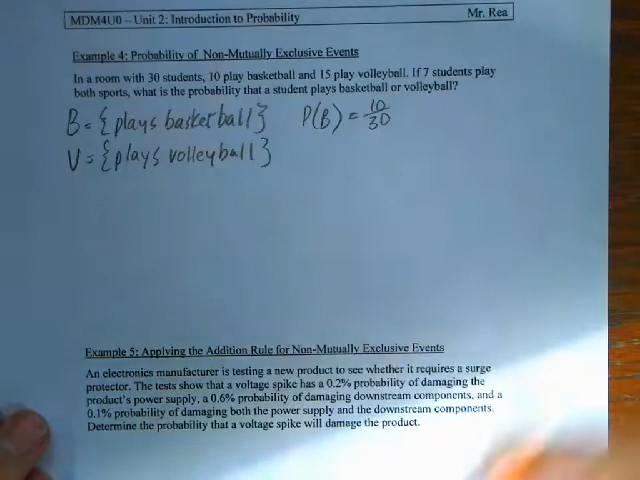 MDM4U0 – Unit 2: Introduction to Probability Mr. Rea
Example 4: Probability of Non-Mutually Exclusive Events
In a room with 30 students, 10 play basketball and 15 play volleyball. If 7 students play
both sports, what is the probability that a student plays basketball or volleyball?
B = {plays basketball} P(B) = 10/30
V = {plays volleyball}
Example 5: Applying the Addition Rule for Non-Mutually Exclusive Events
An electronics manufacturer is testing a new product to see whether it requires a surge
protector. The tests show that a voltage spike has a 0.2% probability of damaging the
product's power supply, a 0.6% probability of damaging downstream components, and a
0.1% probability of damaging both the power supply and the downstream components.
Determine the probability that a voltage spike will damage the product.